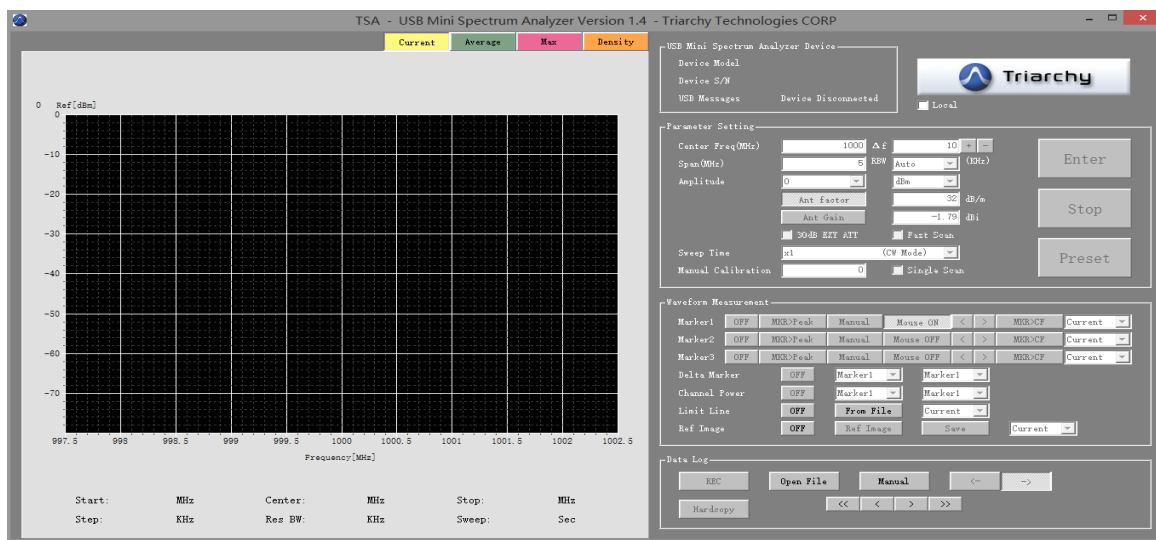 TSA - USB Mini Spectrum Analyzer Version 1.4 - Triarchy Technologies CORP
Current Average Max Density
0 Ref[dBm]
0
-10
-20
-30
-40
-50
-60
-70
997.5 998 998.5 999 999.5 1000 1000.5 1001 1001.5 1002 1002.5
Frequency[MHz]
Start: MHz Center: MHz Stop: MHz
Step: KHz Res BW: KHz Sweep: Sec
USB Mini Spectrum Analyzer Device
Device Model
Device S/N
USB Messages Device Disconnected
Triarchy
Local
Parameter Setting
Center Freq(MHz) 1000 Δf 10 + -
Span(MHz) 5 RBW Auto (KHz)
Amplitude 0 dBm
Ant factor 32 dB/m
Ant Gain -1.79 dBi
30dB EXT ATT Fast Scan
Sweep Time x1 (CW Mode)
Manual Calibration 0 Single Scan
Enter
Stop
Preset
Waveform Measurement
Marker1 OFF MKR>Peak Manual Mouse ON < > MKR>CF Current
Marker2 OFF MKR>Peak Manual Mouse OFF < > MKR>CF Current
Marker3 OFF MKR>Peak Manual Mouse OFF < > MKR>CF Current
Delta Marker OFF Marker1 Marker1
Channel Power OFF Marker1 Marker1
Limit Line OFF From File Current
Ref Image OFF Ref Image Save Current
Data Log
REC Open File Manual <- ->
Hardcopy << < > >>